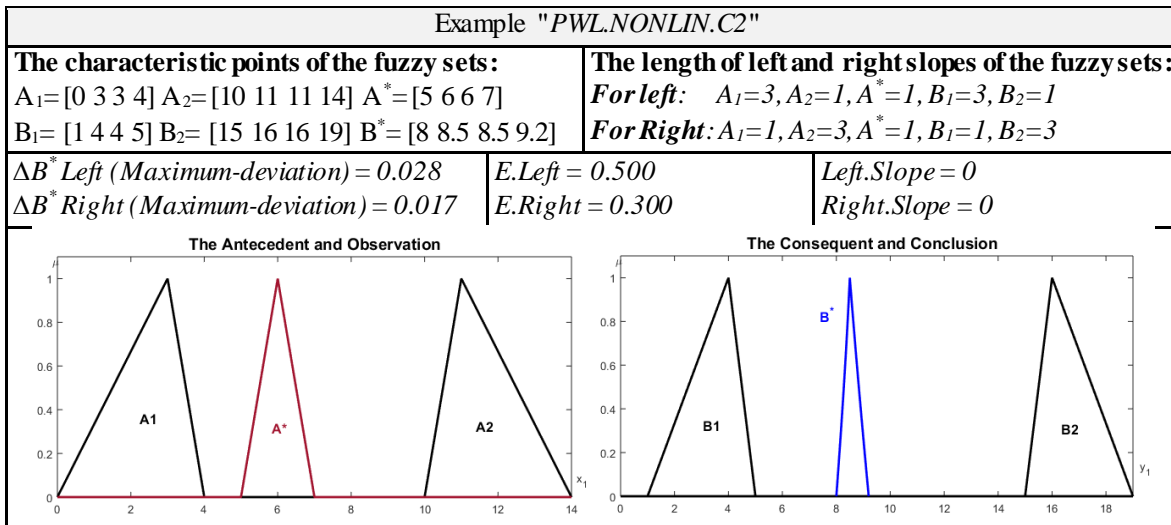 Example "PWL.NONLIN.C2"
The characteristic points of the fuzzy sets:
A1=[0 3 3 4] A2=[10 11 11 14] A*=[5 6 6 7]
B1= [1 4 4 5] B2= [15 16 16 19] B*= [8 8.5 8.5 9.2]
The length of left and right slopes of the fuzzy sets:
For left: A1=3, A2=1, A*=1, B1=3, B2=1
For Right: A1=1, A2=3, A*=1, B1=1, B2=3
ΔB* Left (Maximum-deviation) = 0.028
ΔB* Right (Maximum-deviation) = 0.017
E.Left = 0.500
E.Right = 0.300
Left.Slope = 0
Right.Slope = 0
The Antecedent and Observation
μ
1
0.8
0.6
0.4
0.2
0
A1
A*
A2
x1
0 2 4 6 8 10 12 14
The Consequent and Conclusion
μ
1
0.8
0.6
0.4
0.2
0
B*
B1
B2
y1
0 2 4 6 8 10 12 14 16 18